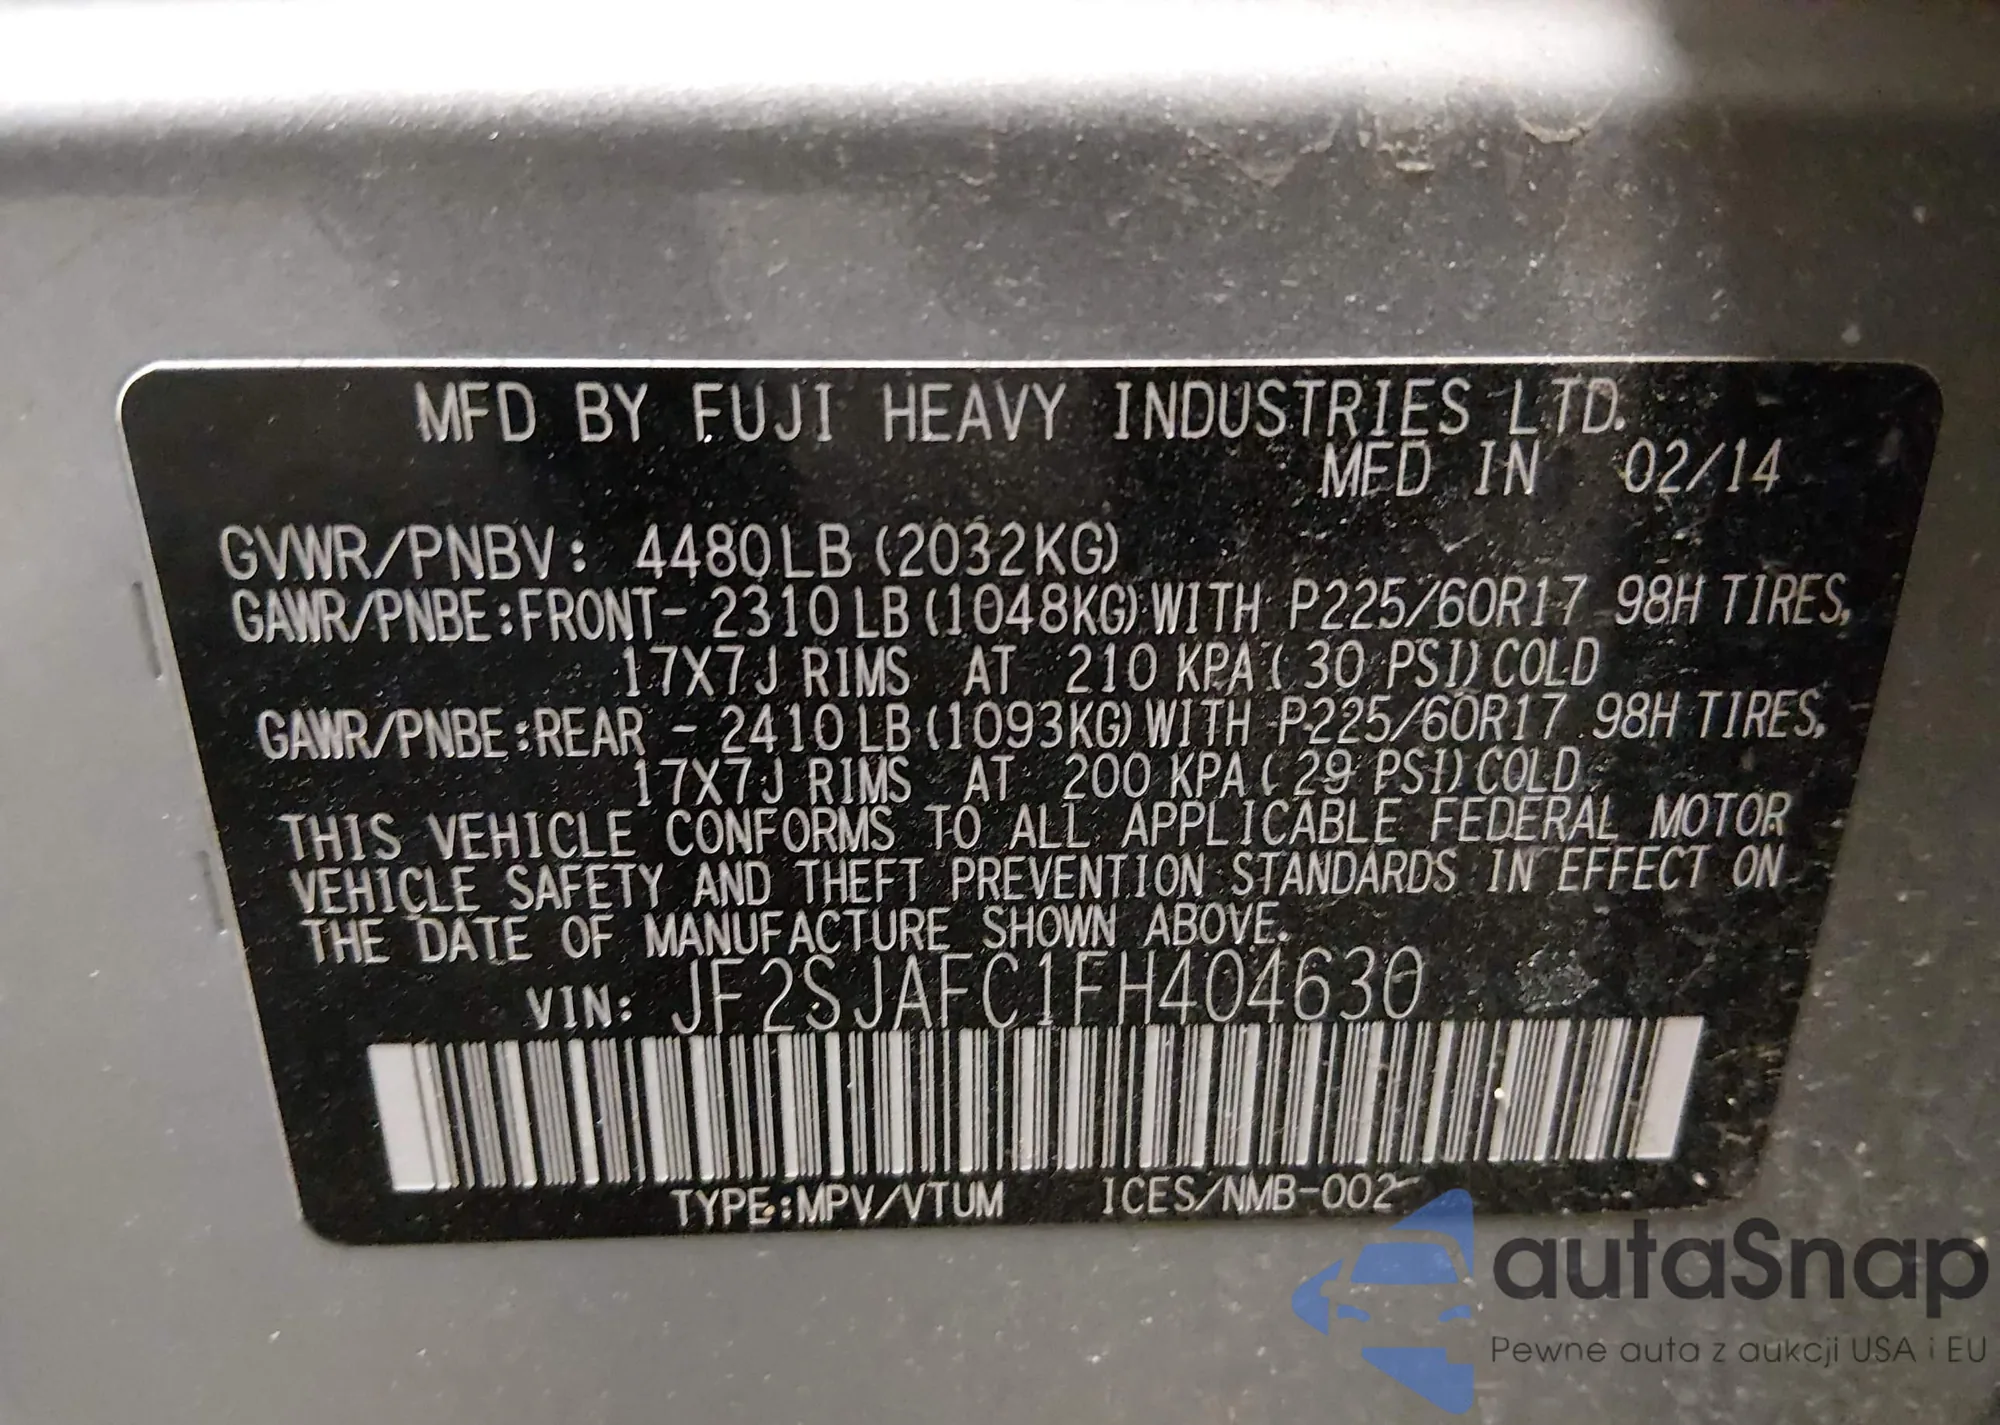 MFD BY FUJI HEAVY INDUSTRIES LTD.
MFD IN 02/14
GVWR/PNBV: 4480LB (2032KG)
GAWR/PNBE:FRONT- 2310 LB (1048KG) WITH P225/60R17 98H TIRES,
17X7J RIMS AT 210 KPA ( 30 PSI) COLD
GAWR/PNBE:REAR - 2410 LB (1093KG) WITH P225/60R17 98H TIRES,
17X7J RIMS AT 200 KPA ( 29 PSI) COLD
THIS VEHICLE CONFORMS TO ALL APPLICABLE FEDERAL MOTOR
VEHICLE SAFETY AND THEFT PREVENTION STANDARDS IN EFFECT ON
THE DATE OF MANUFACTURE SHOWN ABOVE.
VIN: JF2SJAFC1FH404630
TYPE:MPV/VTUM ICES/NMB-002
autaSnap
Pewne auta z aukcji USA i EU